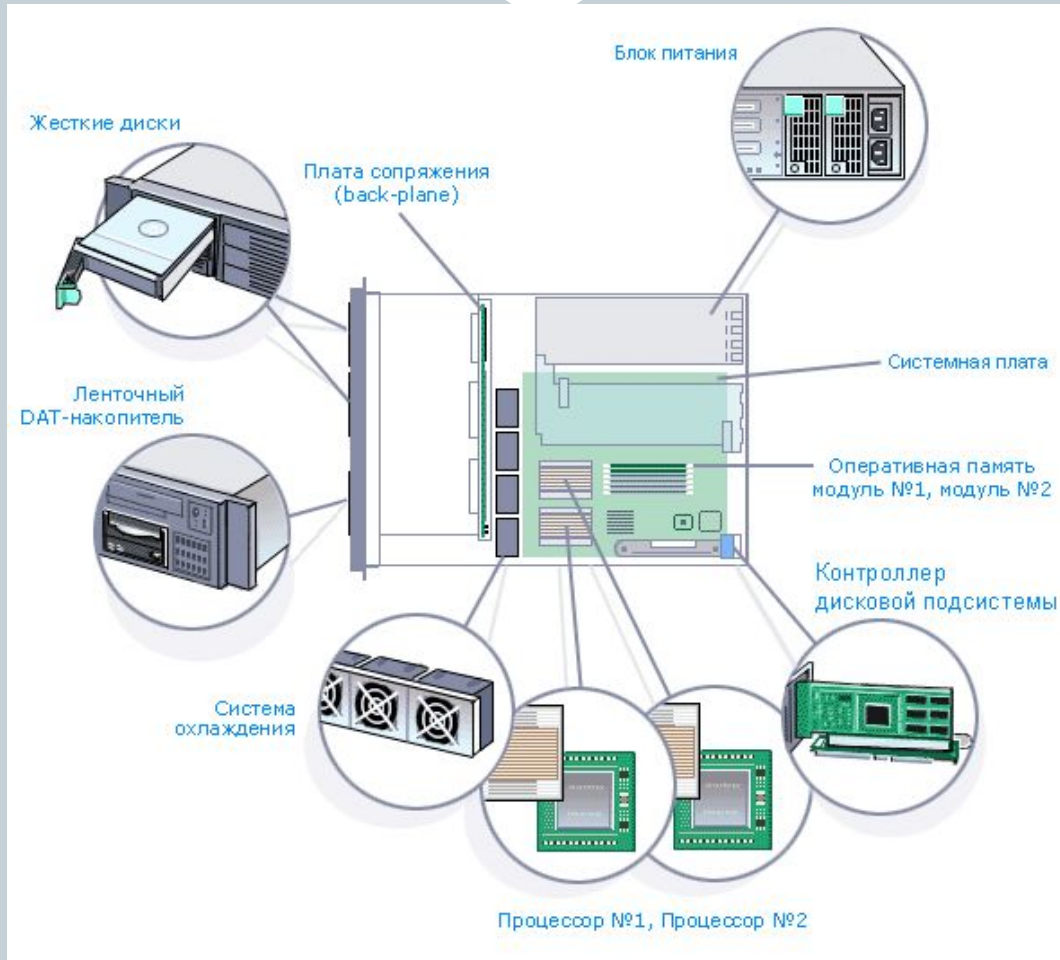 Блок питания
Жесткие диски
Плата сопряжения
(back-plane)
Системная плата
Ленточный
DAT-накопитель
Оперативная память
модуль №1, модуль №2
Контроллер
дисковой подсистемы
Система
охлаждения
Процессор №1, Процессор №2